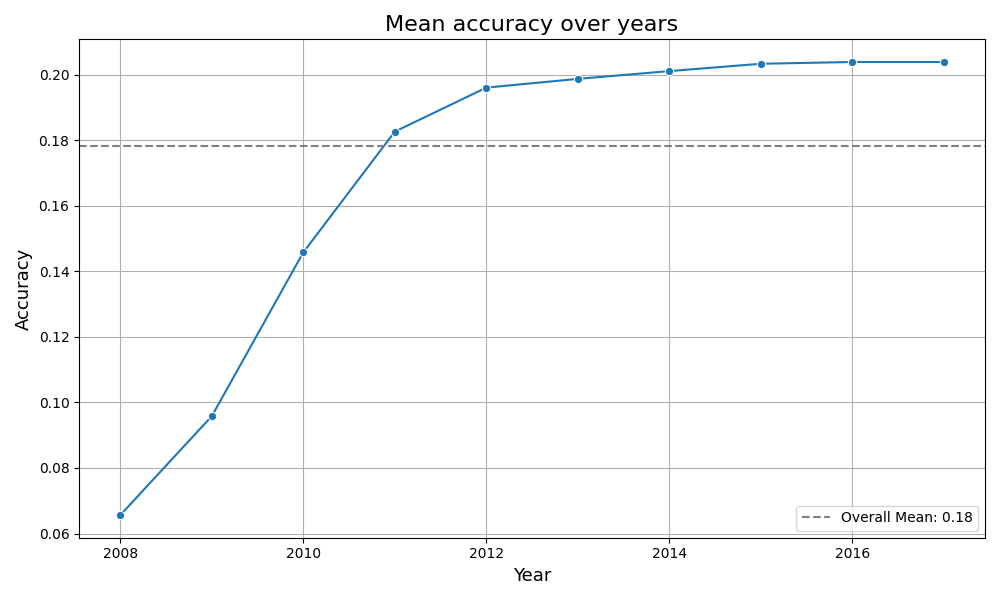 Mean accuracy over years
Accuracy
0.20
0.18
0.16
0.14
0.12
0.10
0.08
0.06
Overall Mean: 0.18
2008 2010 2012 2014 2016
Year